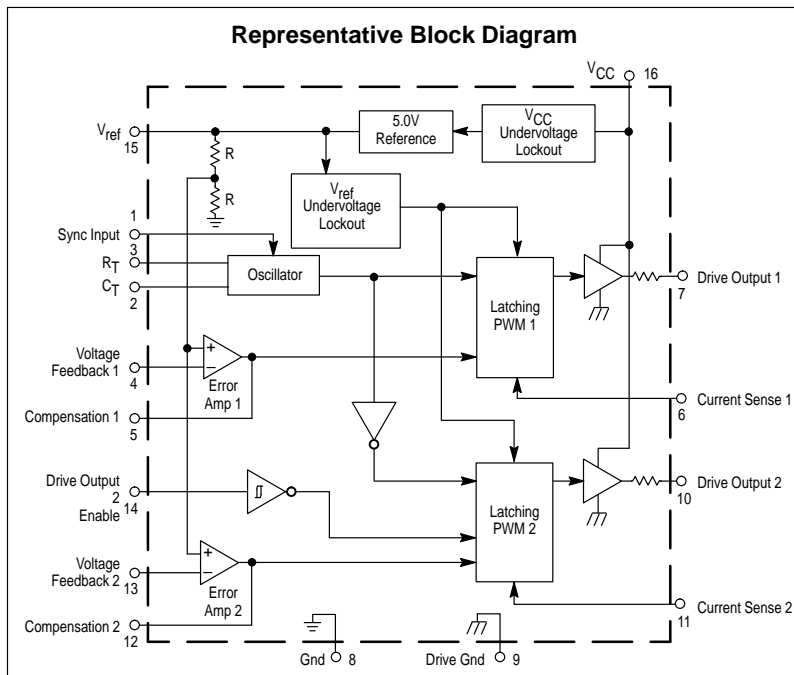 Representative Block Diagram
VCC 16
Vref
15
5.0V
Reference
VCC
Undervoltage
Lockout
R
R
Vref
Undervoltage
Lockout
1
Sync Input
3
RT
CT
2
Oscillator
Latching
PWM 1
Drive Output 1
7
Voltage
Feedback 1
4
+
–
Error
Amp 1
Compensation 1
5
Current Sense 1
6
Drive Output
2
14
Enable
Latching
PWM 2
Drive Output 2
10
Voltage
Feedback 2
13
+
–
Error
Amp 2
Compensation 2
12
Current Sense 2
11
Gnd 8
Drive Gnd 9